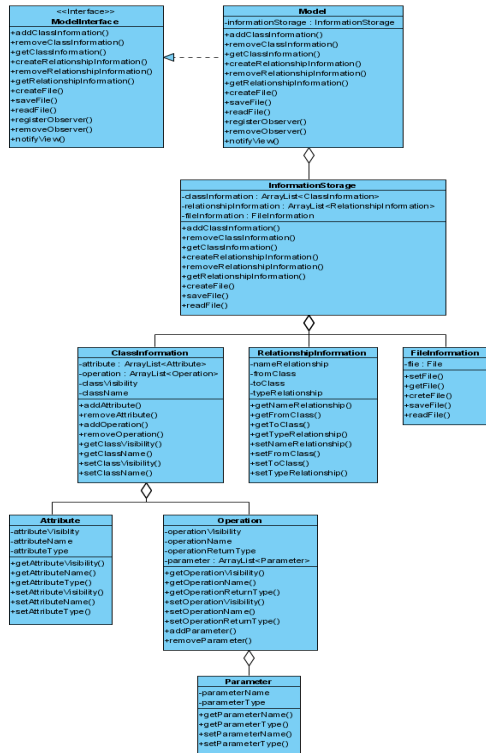 <<Interface>>
ModelInterface
+addClassInformation()
+removeClassInformation()
+getClassInformation()
+createRelationshipInformation()
+removeRelationshipInformation()
+getRelationshipInformation()
+createFile()
+saveFile()
+readFile()
+registerObserver()
+removeObserver()
+notifyView()
Model
-informationStorage : InformationStorage
+addClassInformation()
+removeClassInformation()
+getClassInformation()
+createRelationshipInformation()
+removeRelationshipInformation()
+getRelationshipInformation()
+createFile()
+saveFile()
+readFile()
+registerObserver()
+removeObserver()
+notifyView()
InformationStorage
-classInformation : ArrayList<ClassInformation>
-relationshipInformation : ArrayList<RelationshipInformation>
-fileInformation : FileInformation
+addClassInformation()
+removeClassInformation()
+getClassInformation()
+createRelationshipInformation()
+removeRelationshipInformation()
+getRelationshipInformation()
+createFile()
+saveFile()
+readFile()
ClassInformation
-attribute : ArrayList<Attribute>
-operation : ArrayList<Operation>
-classVisibility
-className
+addAttribute()
+removeAttribute()
+addOperation()
+removeOperation()
+getClassVisibility()
+getClassName()
+setClassVisibility()
+setClassName()
RelationshipInformation
-nameRelationship
-fromClass
-toClass
-typeRelationship
+getNameRelationship()
+getFromClass()
+getToClass()
+getTypeRelationship()
+setNameRelationship()
+setFromClass()
+setToClass()
+setTypeRelationship()
FileInformation
-file : File
+setFile()
+getFile()
+creteFile()
+saveFile()
+readFile()
Attribute
-attributeVisiblity
-attributeName
-attributeType
+getAttributeVisibility()
+getAttributeName()
+getAttributeType()
+setAttributeVisibility()
+setAttributeName()
+setAttributeType()
Operation
-operationVisibility
-operationName
-operationReturnType
-parameter : ArrayList<Parameter>
+getOperationVisibility()
+getOperationName()
+getOperationReturnType()
+setOperationVisibility()
+setOperationName()
+setOperationReturnType()
+addParameter()
+removeParameter()
Parameter
-parameterName
-parameterType
+getParameterName()
+getParameterType()
+setParameterName()
+setParameterType()